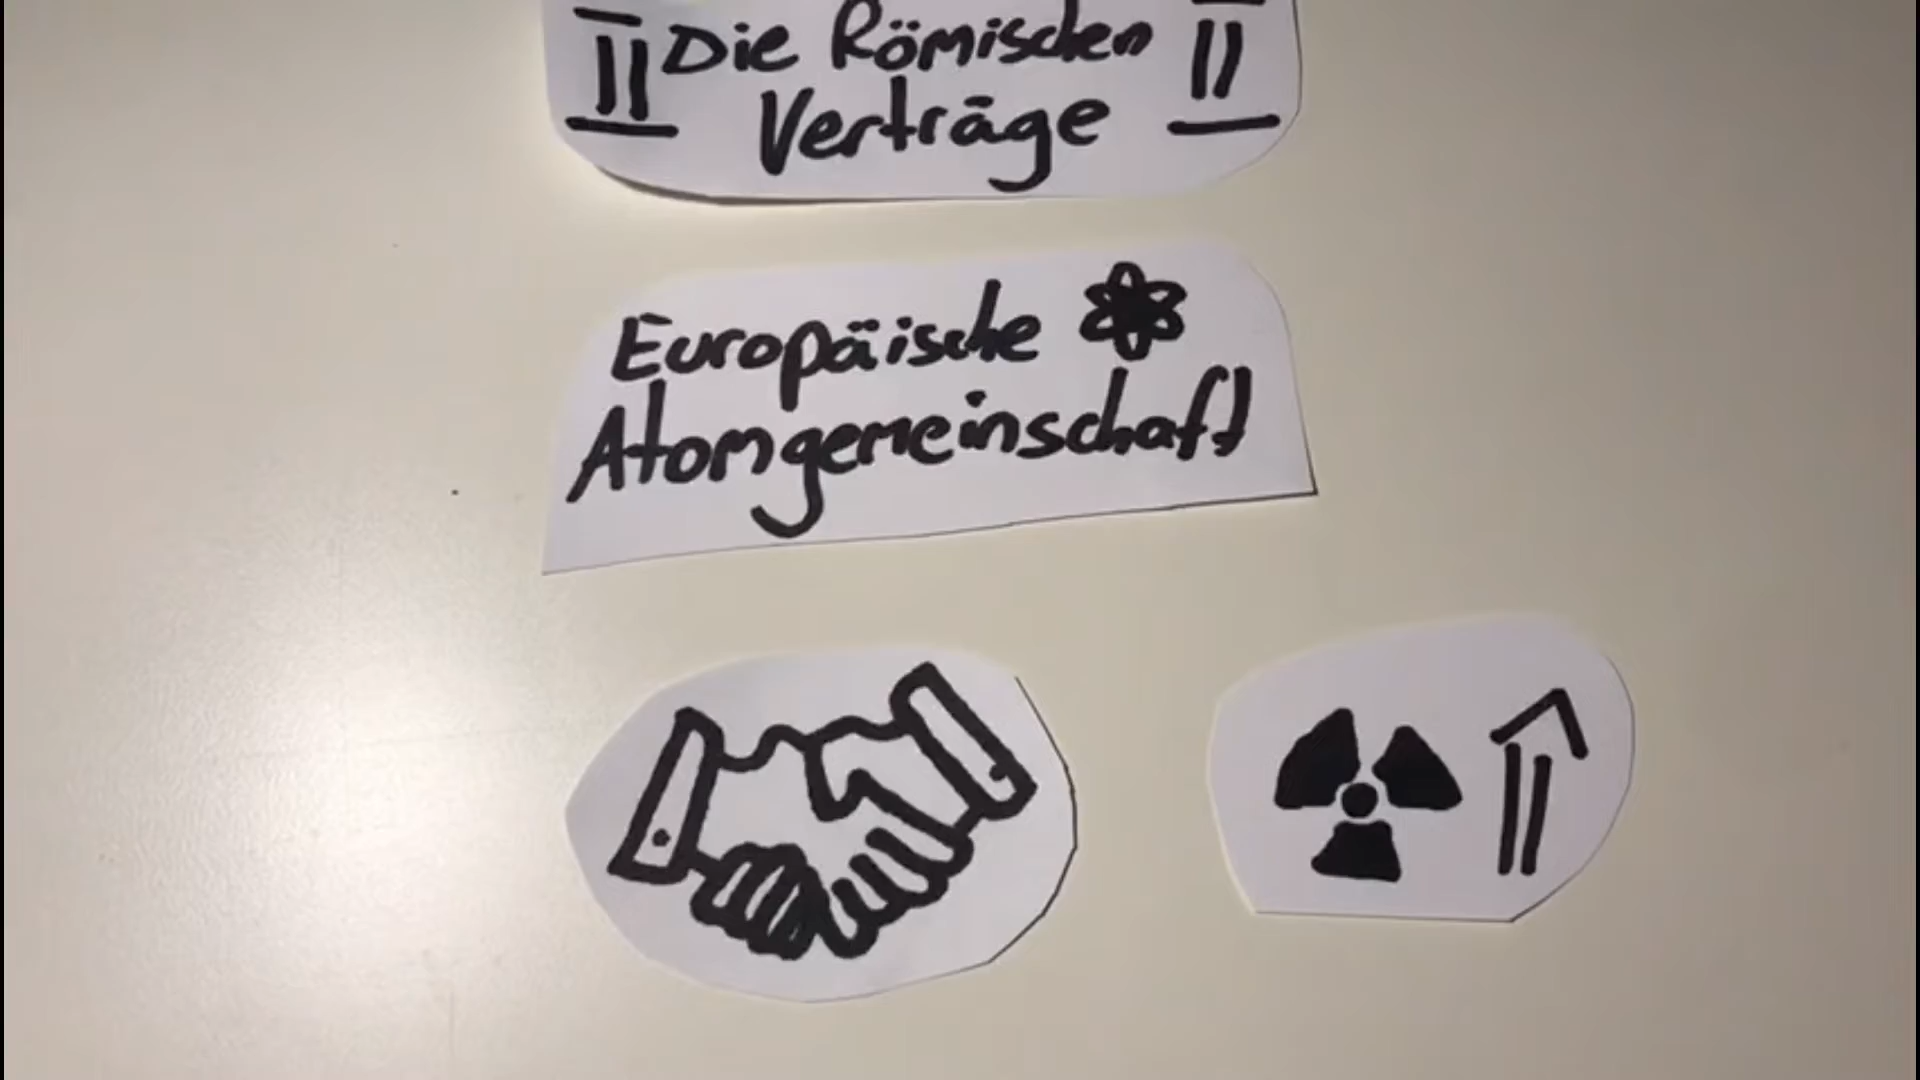 Die Römischen
Verträge
Europäische
Atomgemeinschaft